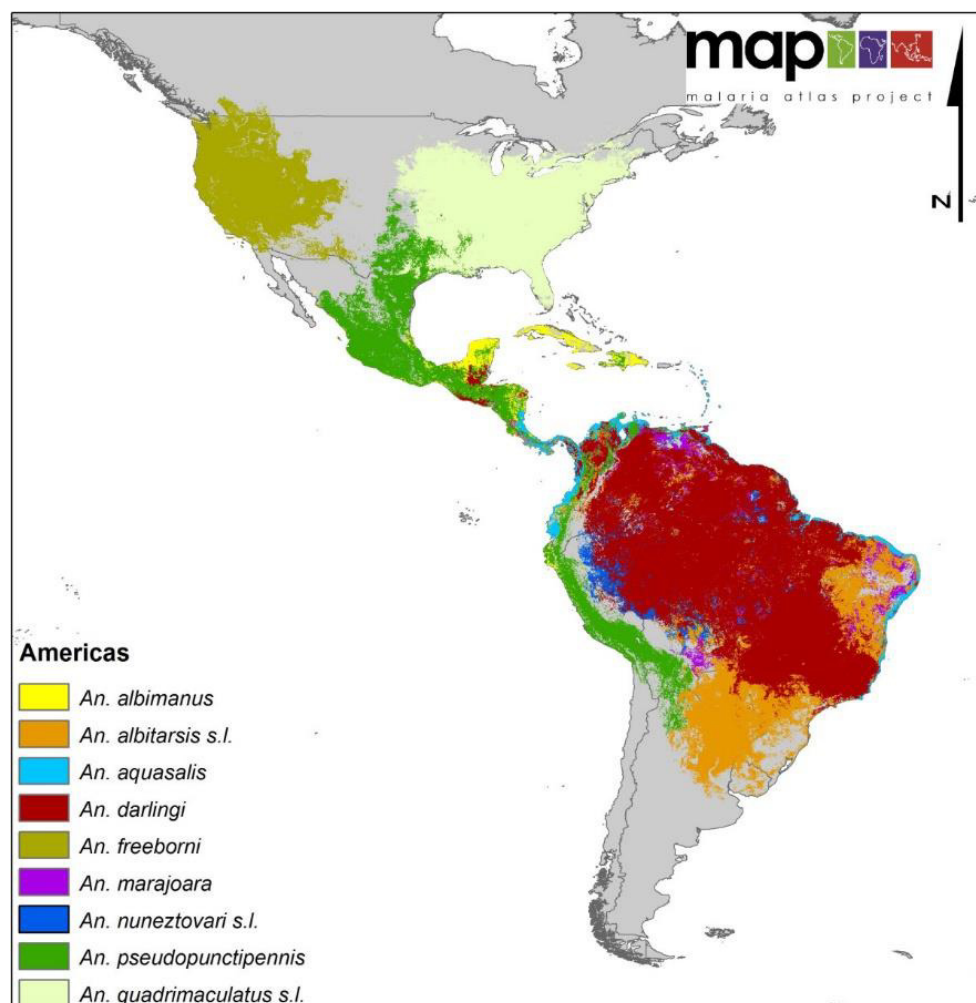 map
malaria atlas project
N
Americas
An. albimanus
An. albitarsis s.l.
An. aquasalis
An. darlingi
An. freeborni
An. marajoara
An. nuneztovari s.l.
An. pseudopunctipennis
An. quadrimaculatus s.l.